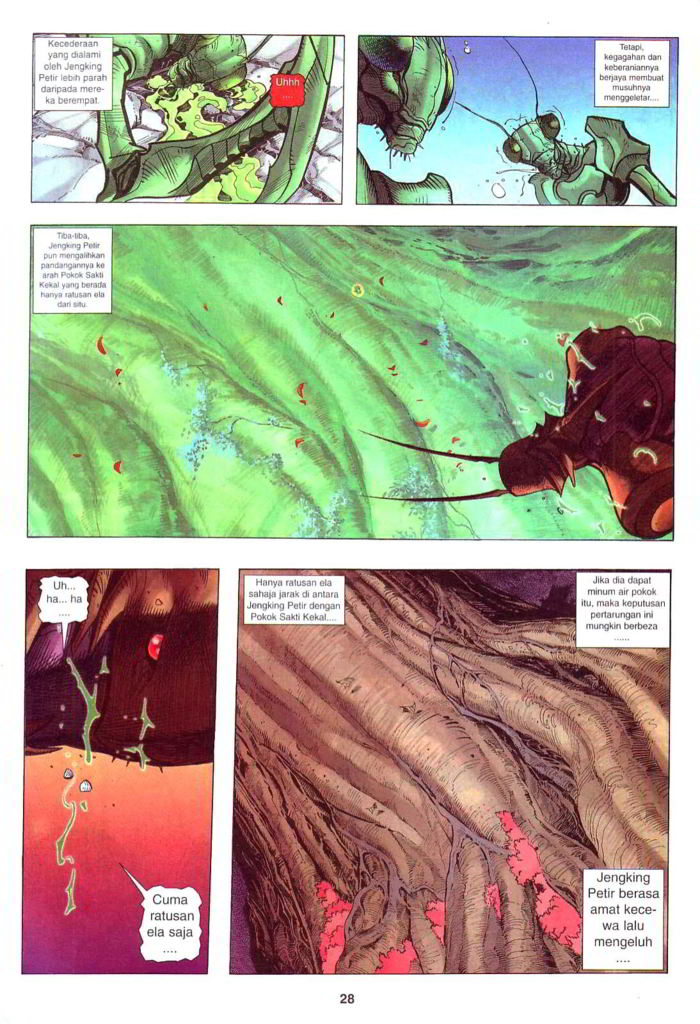 Kecederaan
yang dialami
oleh Jengking
Petir lebih parah
daripada mere-
ka berempat.
Uhhh
....
Tetapi,
kegagahan dan
keberaniannya
berjaya membuat
musuhnya
menggeletar....
Tiba-tiba,
Jengking Petir
pun mengalihkan
pandangannya ke
arah Pokok Sakti
Kekal yang berada
hanya ratusan ela
dari situ.
Uh...
ha... ha
....
Cuma
ratusan
ela saja
....
Hanya ratusan ela
sahaja jarak di antara
Jengking Petir dengan
Pokok Sakti Kekal....
Jika dia dapat
minum air pokok
itu, maka keputusan
pertarungan ini
mungkin berbeza
......
Jengking
Petir berasa
amat kece-
wa lalu
mengeluh
....
28